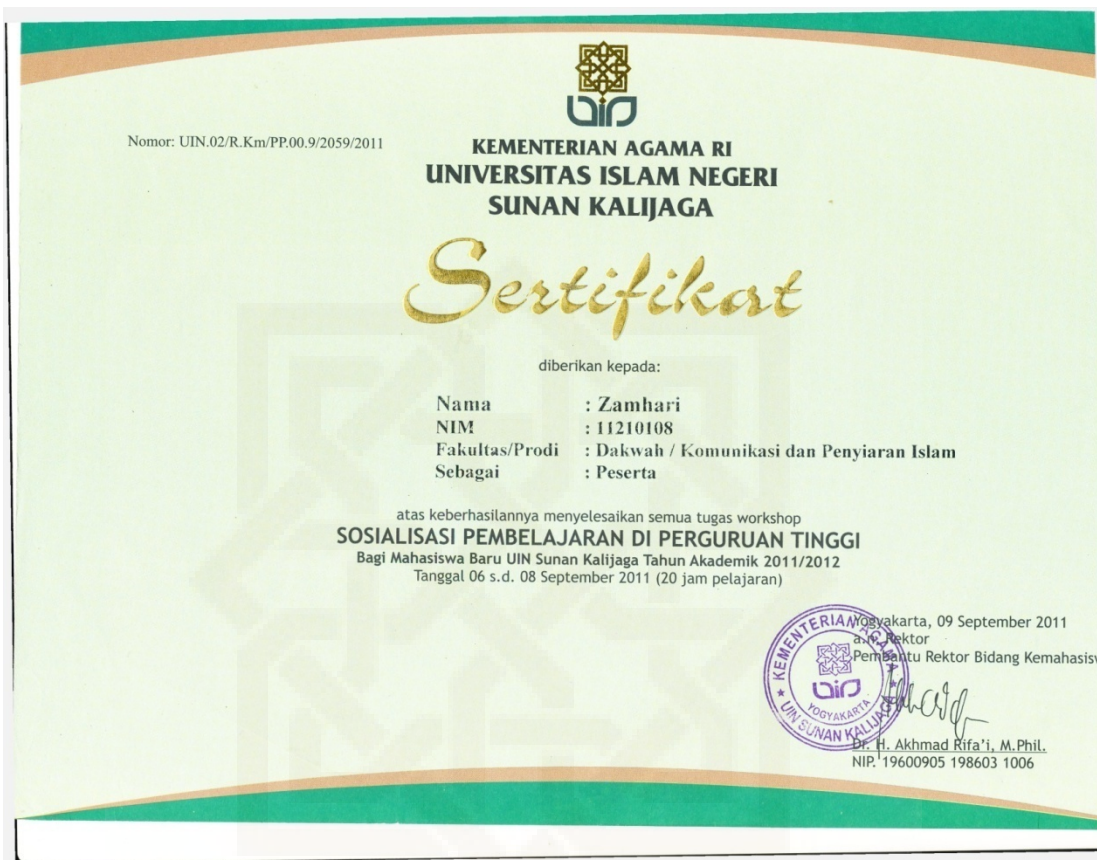 uin
Nomor: UIN.02/R.Km/PP.00.9/2059/2011
KEMENTERIAN AGAMA RI
UNIVERSITAS ISLAM NEGERI
SUNAN KALIJAGA
Sertifikat
diberikan kepada:
Nama : Zamhari
NIM : 11210108
Fakultas/Prodi : Dakwah / Komunikasi dan Penyiaran Islam
Sebagai : Peserta
atas keberhasilannya menyelesaikan semua tugas workshop
SOSIALISASI PEMBELAJARAN DI PERGURUAN TINGGI
Bagi Mahasiswa Baru UIN Sunan Kalijaga Tahun Akademik 2011/2012
Tanggal 06 s.d. 08 September 2011 (20 jam pelajaran)
Yogyakarta, 09 September 2011
a.n. Rektor
Pembantu Rektor Bidang Kemahasisw
KEMENTERIAN AGAMA
uin
YOGYAKARTA
UIN SUNAN KALIJAGA
Dr. H. Akhmad Rifa'i, M.Phil.
NIP. 19600905 198603 1006